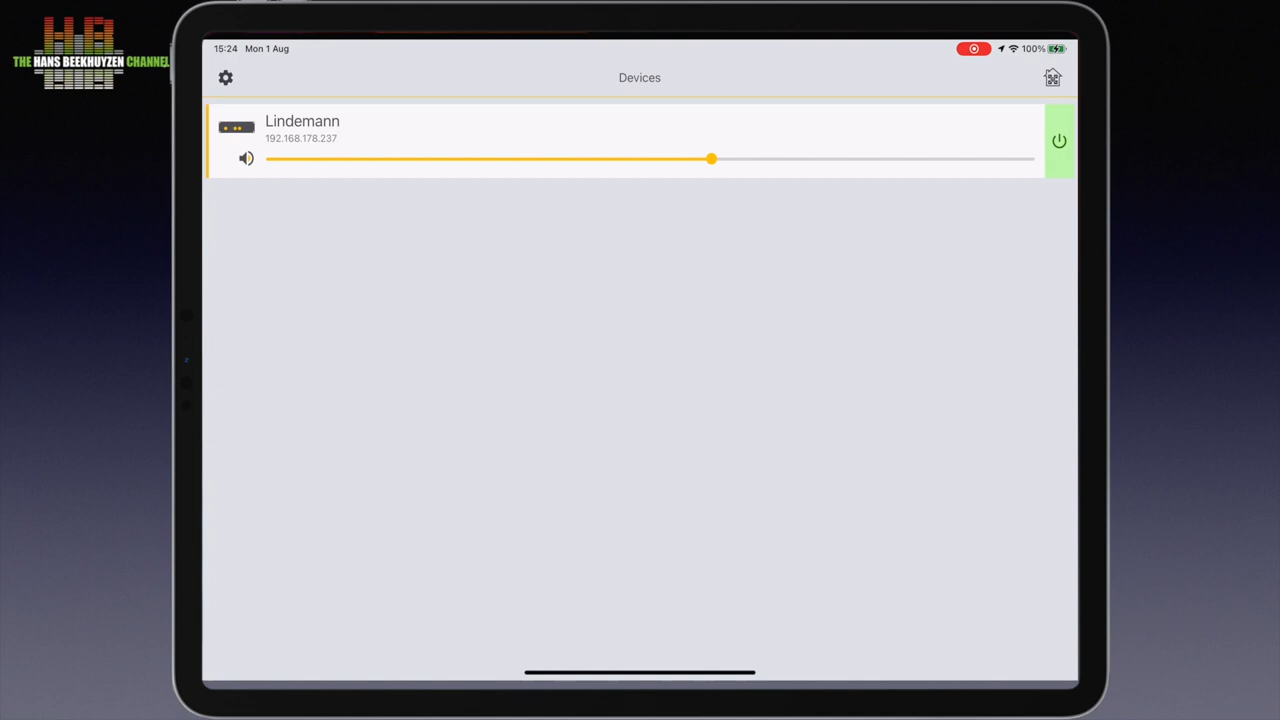 THE HANS BEEKHUYZEN CHANNEL
15:24 Mon 1 Aug
100%
Devices
Lindemann
192.168.178.237